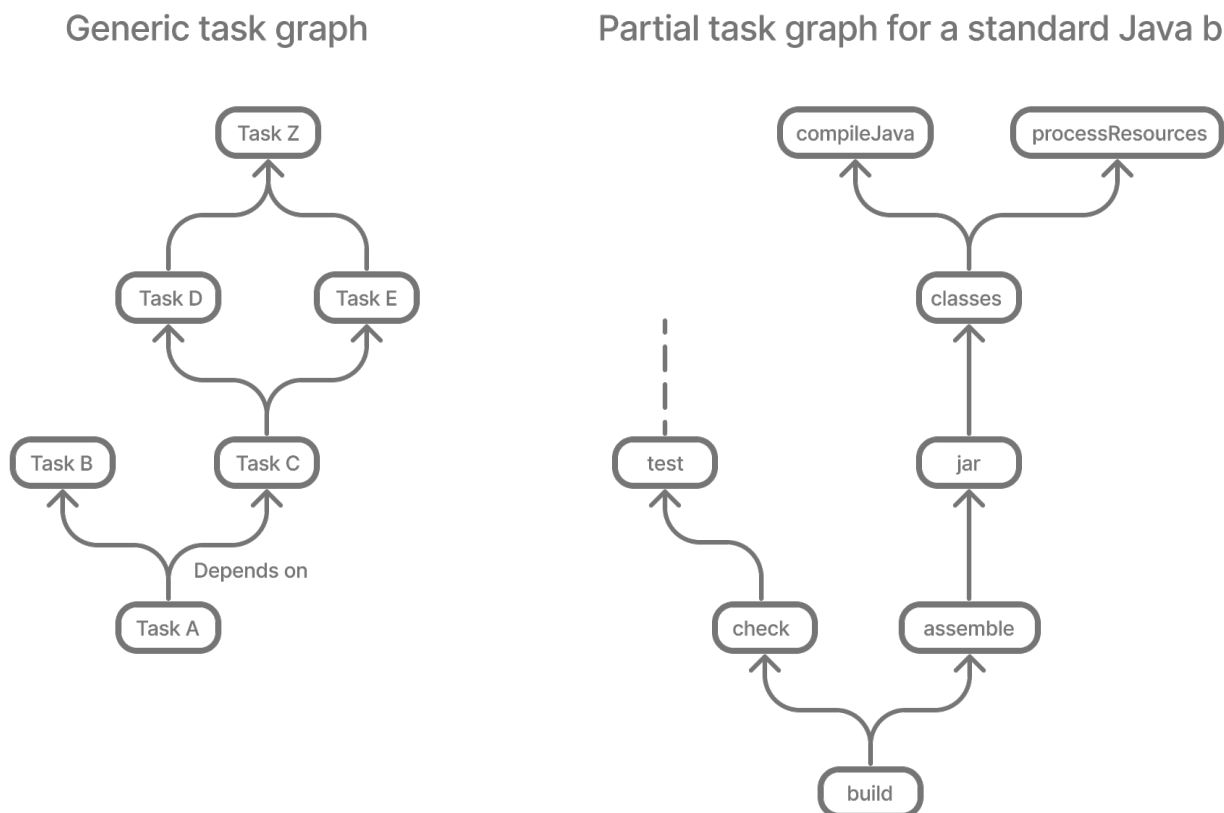 Generic task graph
Partial task graph for a standard Java b
Task Z
compileJava
processResources
Task D
Task E
classes
Task B
Task C
test
jar
Depends on
Task A
check
assemble
build